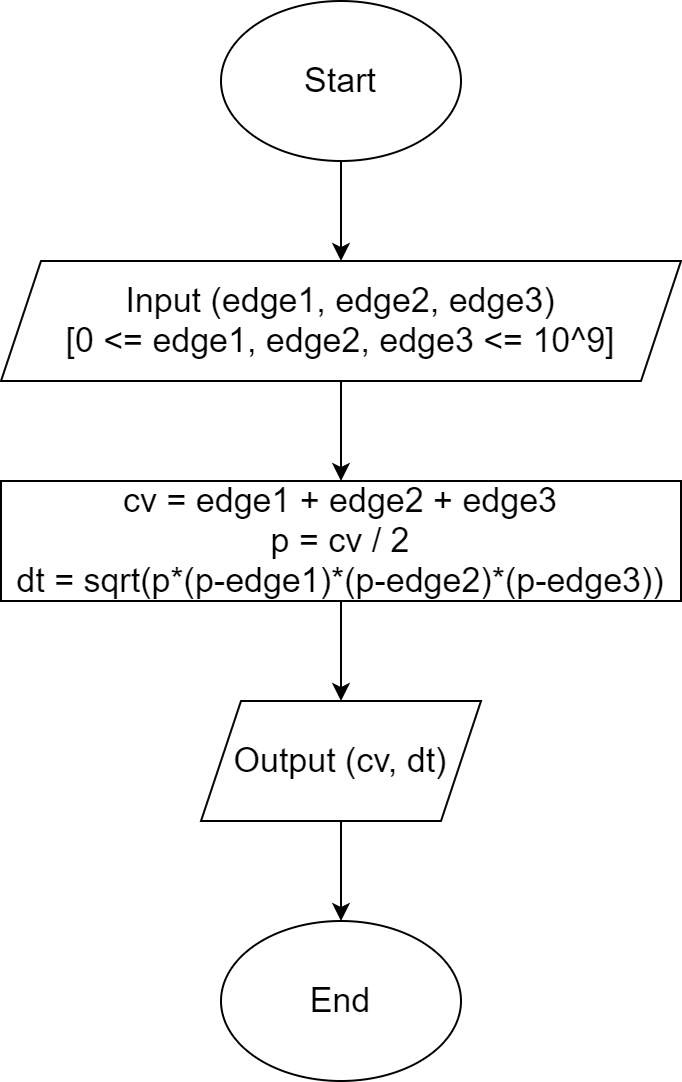 Start
Input (edge1, edge2, edge3)
[0 <= edge1, edge2, edge3 <= 10^9]
cv = edge1 + edge2 + edge3
p = cv / 2
dt = sqrt(p*(p-edge1)*(p-edge2)*(p-edge3))
Output (cv, dt)
End